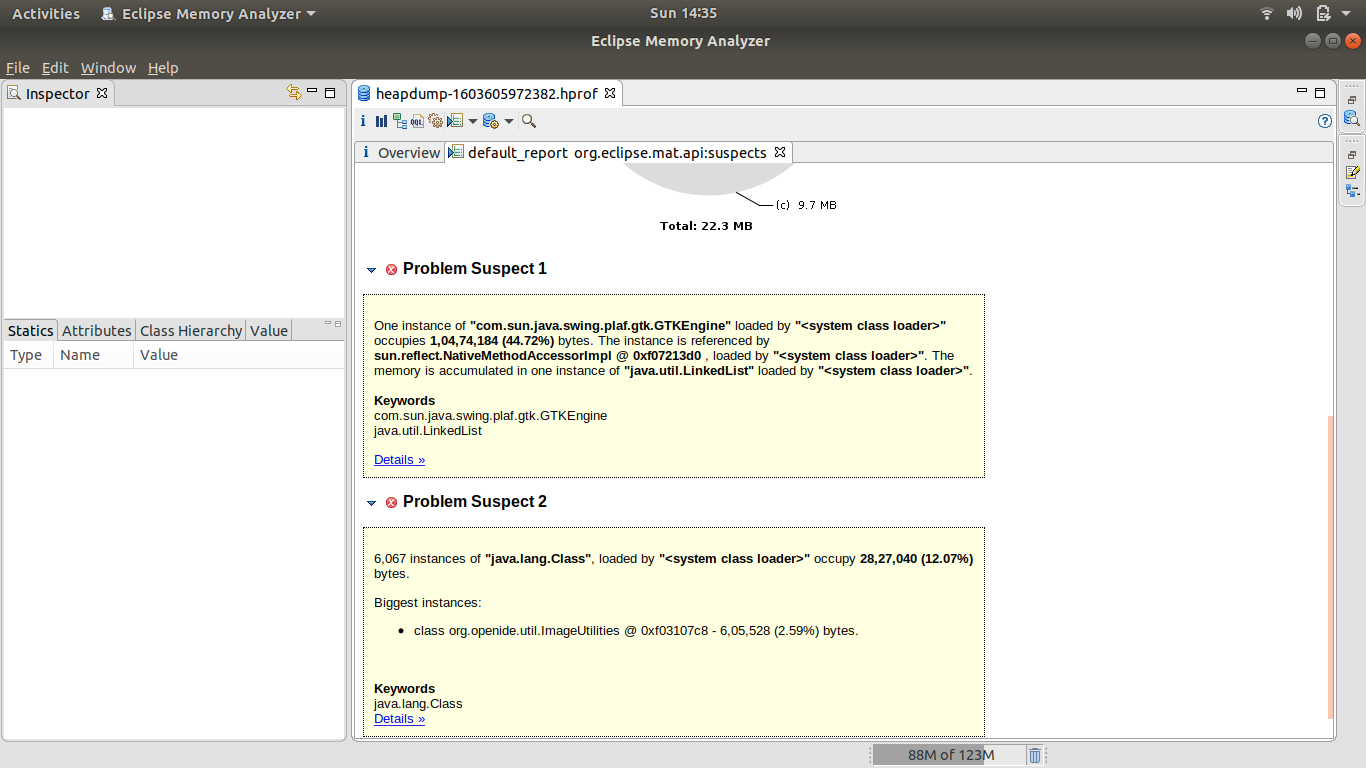 Activities Eclipse Memory Analyzer Sun 14:35
Eclipse Memory Analyzer
File Edit Window Help
Inspector
heapdump-1603605972382.hprof
i OQL ?
i Overview default_report org.eclipse.mat.api:suspects
(c) 9.7 MB
Total: 22.3 MB
Problem Suspect 1
One instance of "com.sun.java.swing.plaf.gtk.GTKEngine" loaded by "<system class loader>"
occupies 1,04,74,184 (44.72%) bytes. The instance is referenced by
sun.reflect.NativeMethodAccessorImpl @ 0xf07213d0 , loaded by "<system class loader>". The
memory is accumulated in one instance of "java.util.LinkedList" loaded by "<system class loader>".
Keywords
com.sun.java.swing.plaf.gtk.GTKEngine
java.util.LinkedList
Details »
Problem Suspect 2
6,067 instances of "java.lang.Class", loaded by "<system class loader>" occupy 28,27,040 (12.07%)
bytes.
Biggest instances:
• class org.openide.util.ImageUtilities @ 0xf03107c8 - 6,05,528 (2.59%) bytes.
Keywords
java.lang.Class
Details »
Statics Attributes Class Hierarchy Value
Type Name Value
88M of 123M